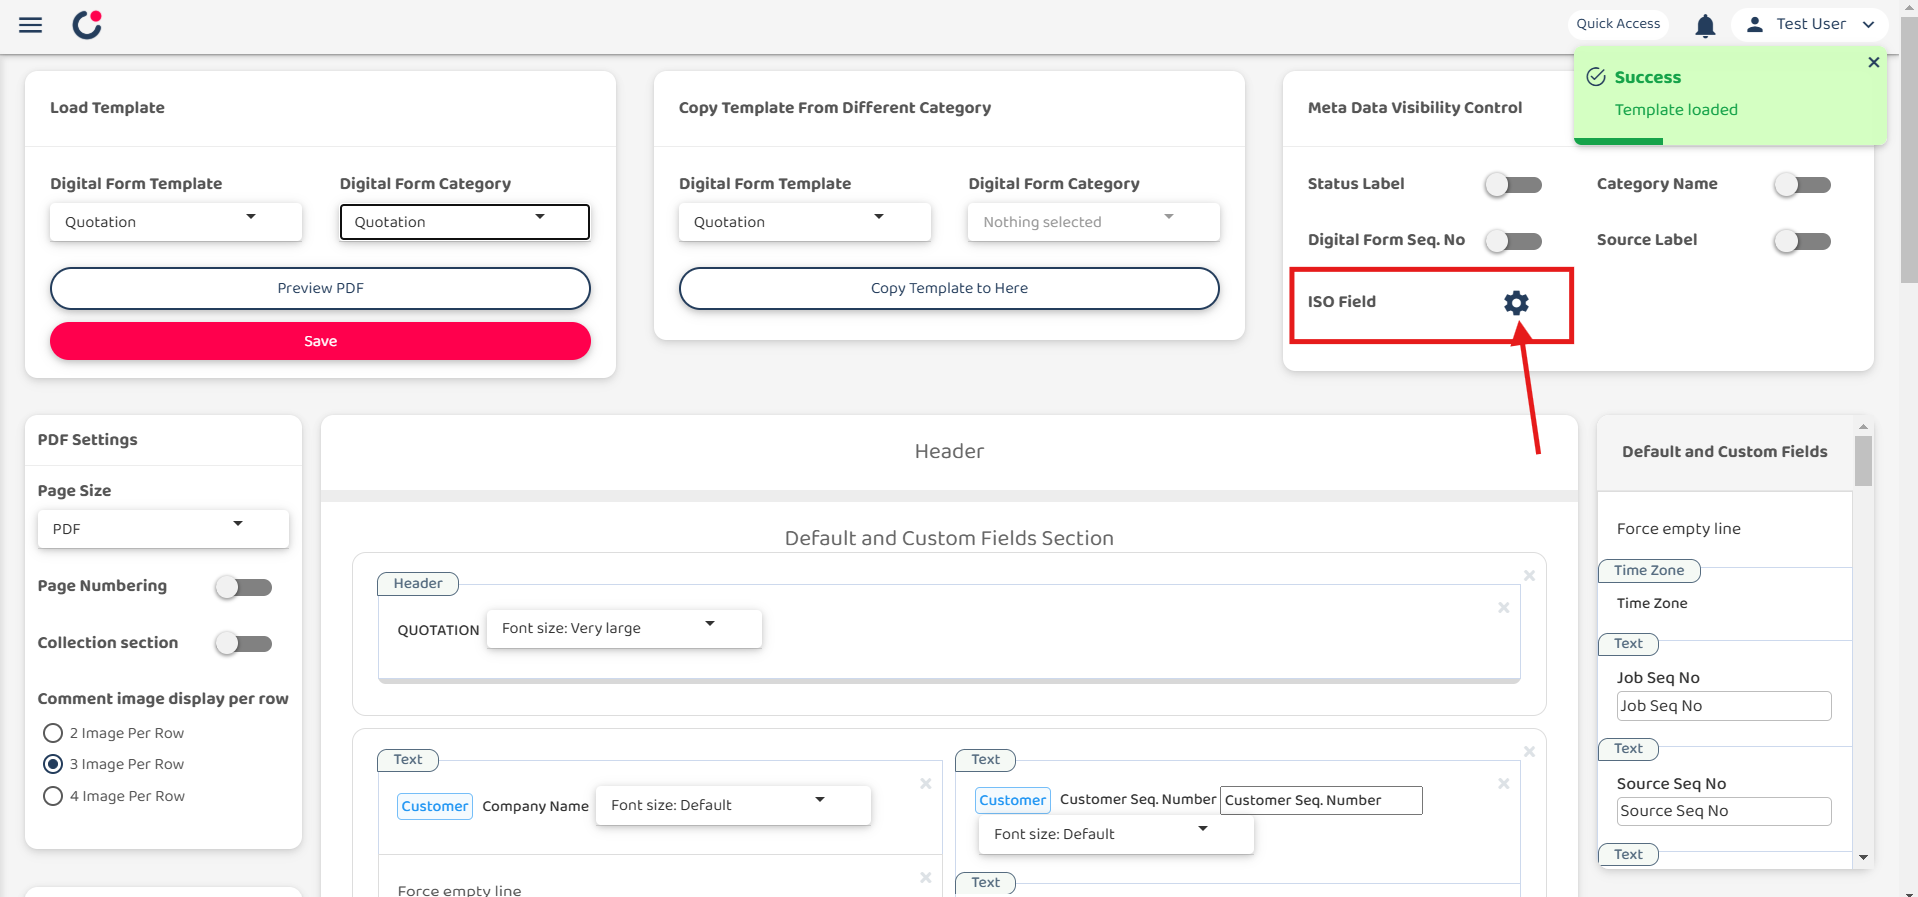 Quick Access
Test User
Success
Template loaded
Load Template
Digital Form Template
Digital Form Category
Quotation
Quotation
Preview PDF
Save
Copy Template From Different Category
Digital Form Template
Digital Form Category
Quotation
Nothing selected
Copy Template to Here
Meta Data Visibility Control
Status Label
Category Name
Digital Form Seq. No
Source Label
ISO Field
PDF Settings
Page Size
PDF
Page Numbering
Collection section
Comment image display per row
2 Image Per Row
3 Image Per Row
4 Image Per Row
Header
Default and Custom Fields Section
Header
QUOTATION
Font size: Very large
Text
Customer
Company Name
Font size: Default
Force empty line
Text
Customer
Customer Seq. Number
Customer Seq. Number
Font size: Default
Text
Default and Custom Fields
Force empty line
Time Zone
Time Zone
Text
Job Seq No
Job Seq No
Text
Source Seq No
Source Seq No
Text